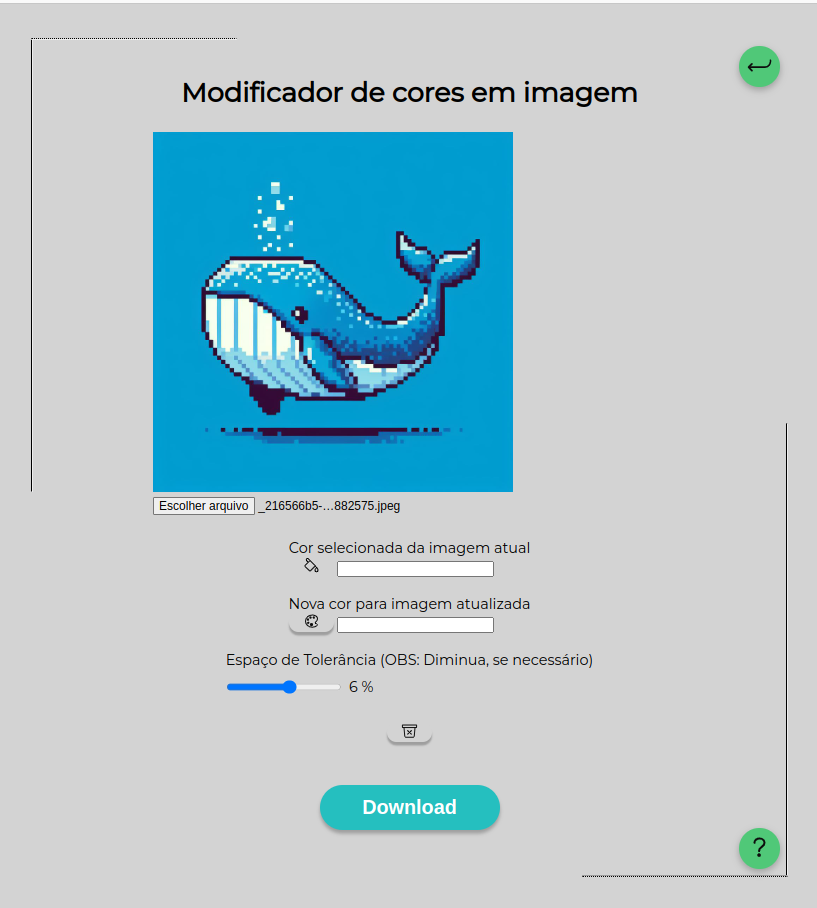 Modificador de cores em imagem
Escolher arquivo _216566b5-...882575.jpeg
Cor selecionada da imagem atual
Nova cor para imagem atualizada
Espaço de Tolerância (OBS: Diminua, se necessário)
6 %
Download
?